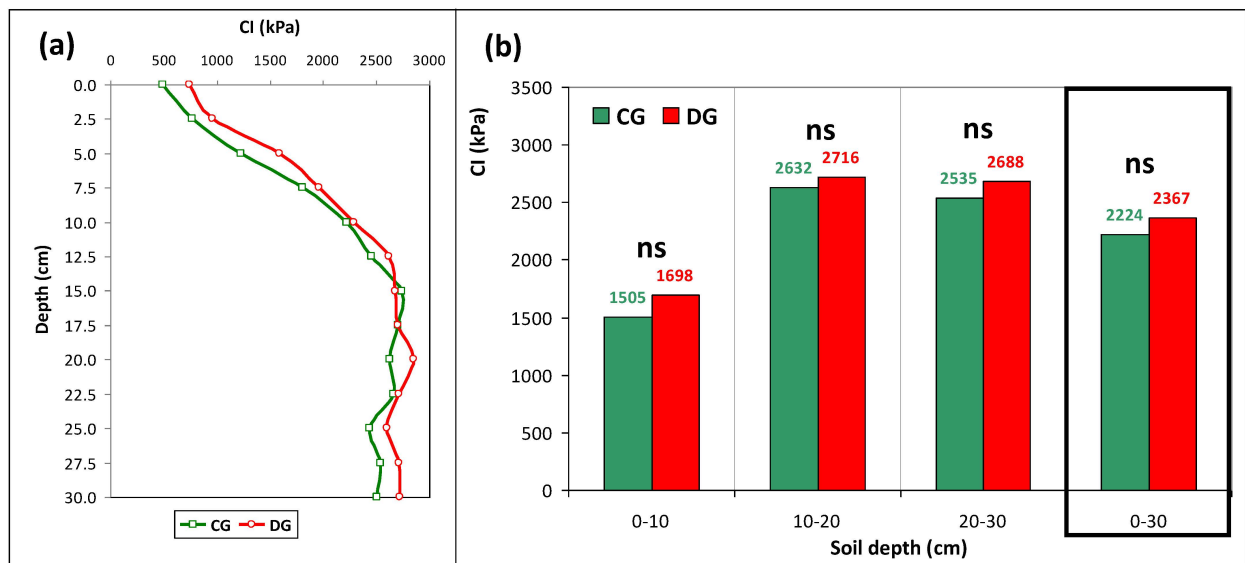 (a)
CI (kPa)
0 500 1000 1500 2000 2500 3000
0.0
2.5
5.0
7.5
10.0
12.5
15.0
17.5
20.0
22.5
25.0
27.5
30.0
Depth (cm)
CG DG
(b)
CI (kPa)
3500
3000
2500
2000
1500
1000
500
0
CG DG
ns
1505 1698
ns
2632 2716
ns
2535 2688
ns
2224 2367
0-10 10-20 20-30 0-30
Soil depth (cm)